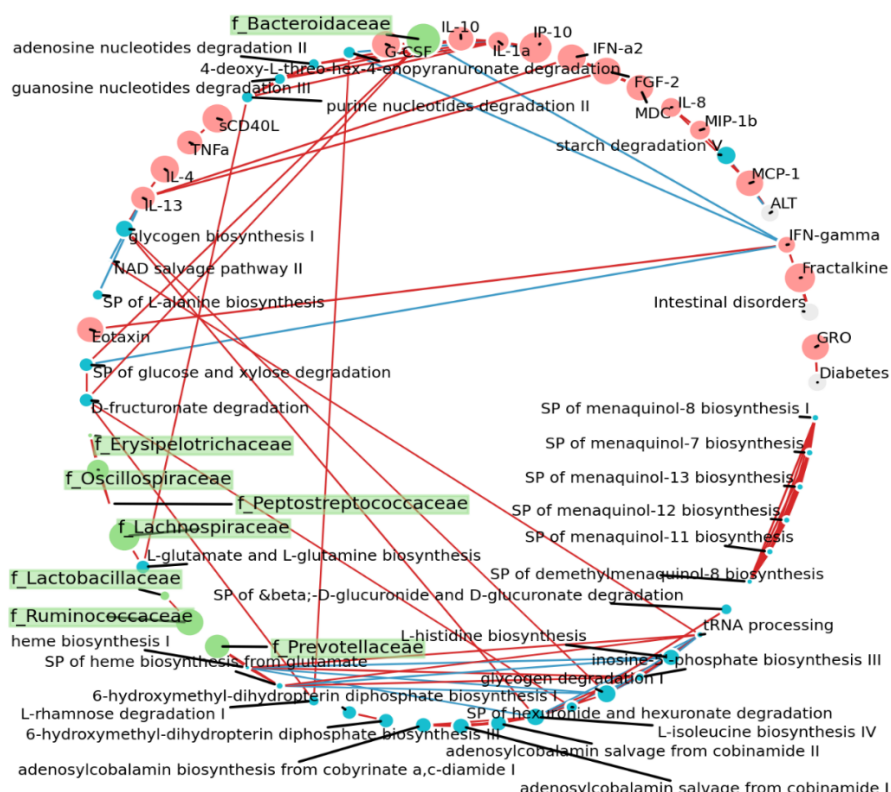 f_Bacteroidaceae
IL-10
IP-10
adenosine nucleotides degradation II
G-CSF
IL-1a
IFN-a2
4-deoxy-L-threo-hex-4-enopyranuronate degradation
guanosine nucleotides degradation III
FGF-2
purine nucleotides degradation II
MDC
IL-8
sCD40L
MIP-1b
TNFa
starch degradation V
IL-4
MCP-1
IL-13
ALT
glycogen biosynthesis I
IFN-gamma
NAD salvage pathway II
Fractalkine
SP of L-alanine biosynthesis
Intestinal disorders
Eotaxin
GRO
SP of glucose and xylose degradation
Diabetes
D-fructuronate degradation
SP of menaquinol-8 biosynthesis I
f_Erysipelotrichaceae
SP of menaquinol-7 biosynthesis
f_Oscillospiraceae
SP of menaquinol-13 biosynthesis
f_Peptostreptococcaceae
SP of menaquinol-12 biosynthesis
f_Lachnospiraceae
SP of menaquinol-11 biosynthesis
L-glutamate and L-glutamine biosynthesis
f_Lactobacillaceae
SP of demethylmenaquinol-8 biosynthesis
SP of &beta;-D-glucuronide and D-glucuronate degradation
f_Ruminococcaceae
tRNA processing
heme biosynthesis I
L-histidine biosynthesis
f_Prevotellaceae
SP of heme biosynthesis from glutamate
inosine-5'-phosphate biosynthesis III
glycogen degradation I
6-hydroxymethyl-dihydropterin diphosphate biosynthesis I
L-rhamnose degradation I
SP of hexuronide and hexuronate degradation
6-hydroxymethyl-dihydropterin diphosphate biosynthesis III
L-isoleucine biosynthesis IV
adenosylcobalamin salvage from cobinamide II
adenosylcobalamin biosynthesis from cobyrinate a,c-diamide I
adenosylcobalamin salvage from cobinamide I